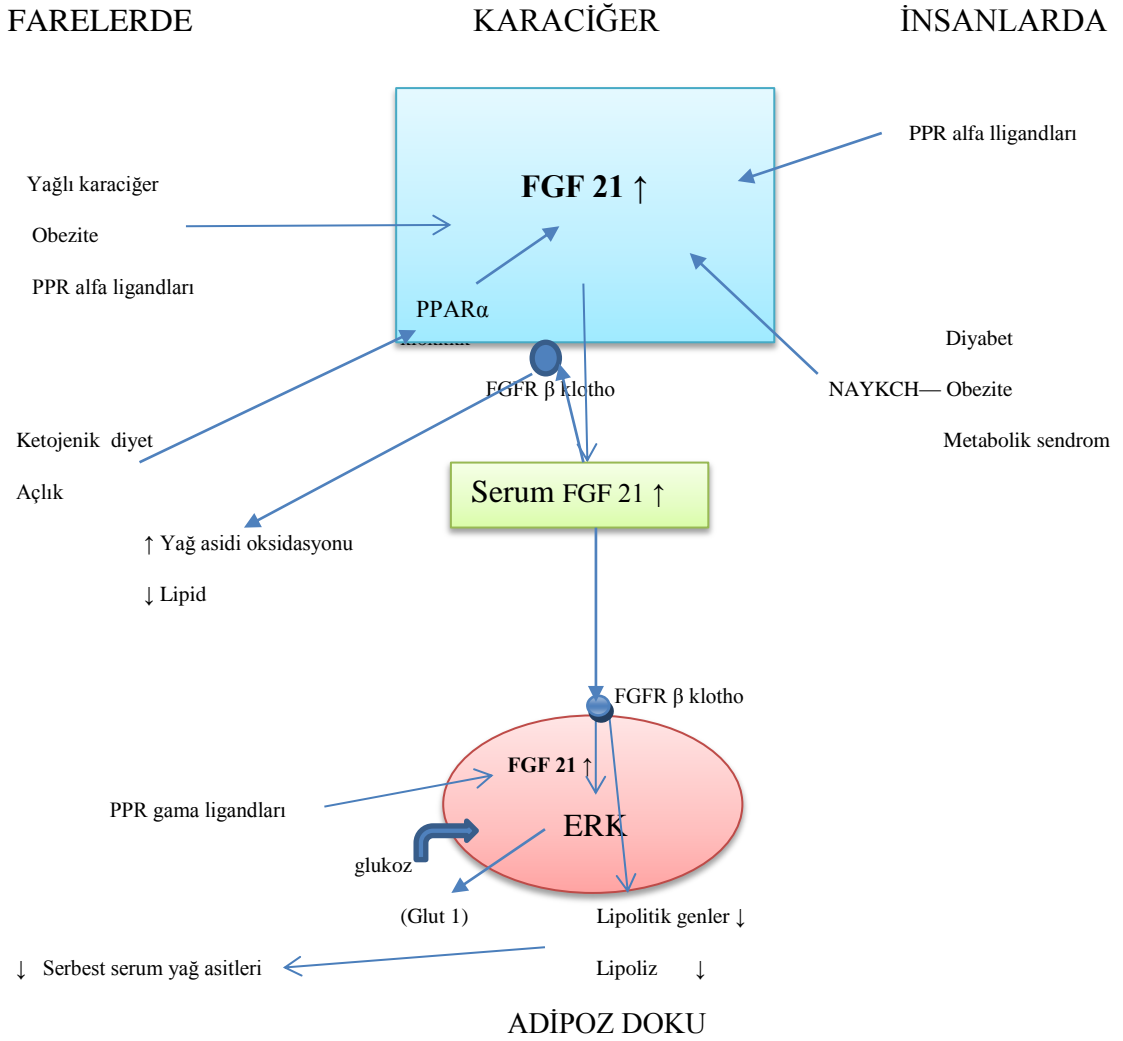 FARELERDE KARACİĞER İNSANLARDA
PPR alfa lligandları
FGF 21 ↑
Yağlı karaciğer
Obezite
PPR alfa ligandları
PPARα
Diyabet
FGFR β klotho
NAYKCH— Obezite
Metabolik sendrom
Ketojenik diyet
Açlık
Serum FGF 21 ↑
↑ Yağ asidi oksidasyonu
↓ Lipid
FGFR β klotho
FGF 21 ↑
PPR gama ligandları
ERK
glukoz
(Glut 1)
Lipolitik genler ↓
↓ Serbest serum yağ asitleri
Lipoliz ↓
ADİPOZ DOKU